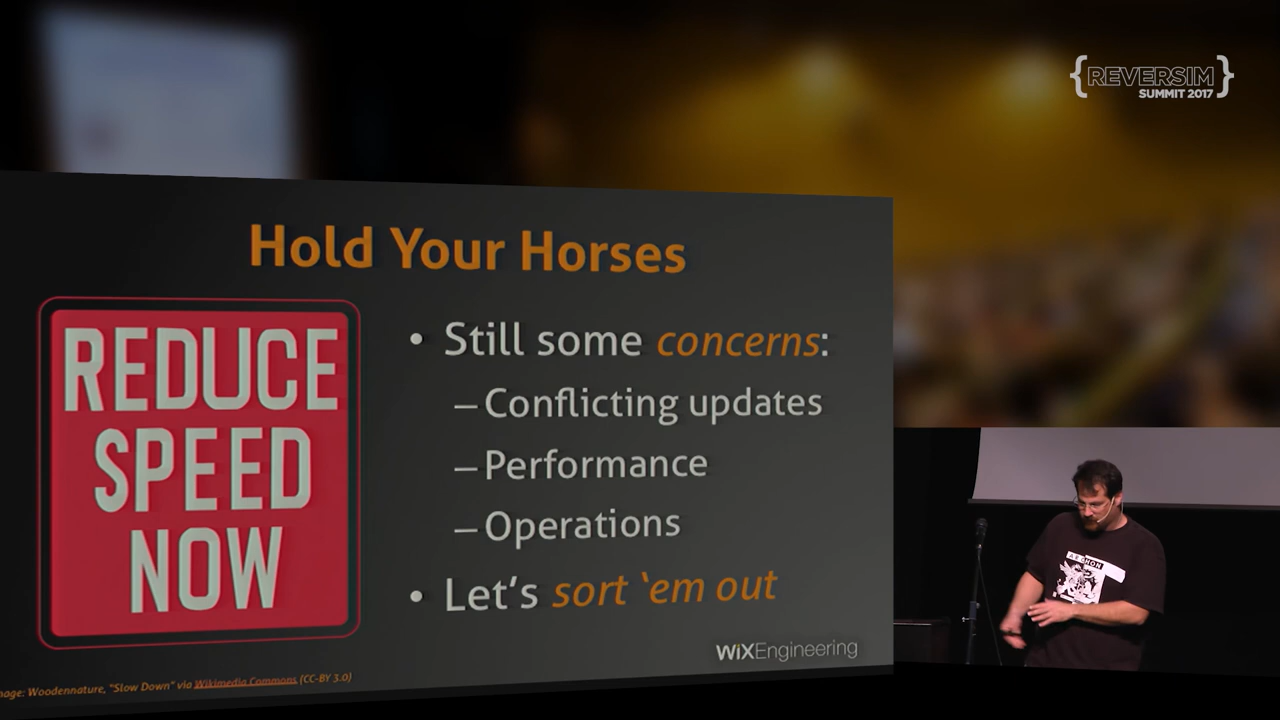 {REVERSIM}
SUMMIT 2017
Hold Your Horses
REDUCE
SPEED
NOW
• Still some concerns:
– Conflicting updates
– Performance
– Operations
• Let's sort `em out
WiXEngineering
mage: Woodennature, "Slow Down" via Wikimedia Commons (CC-BY 3.0)